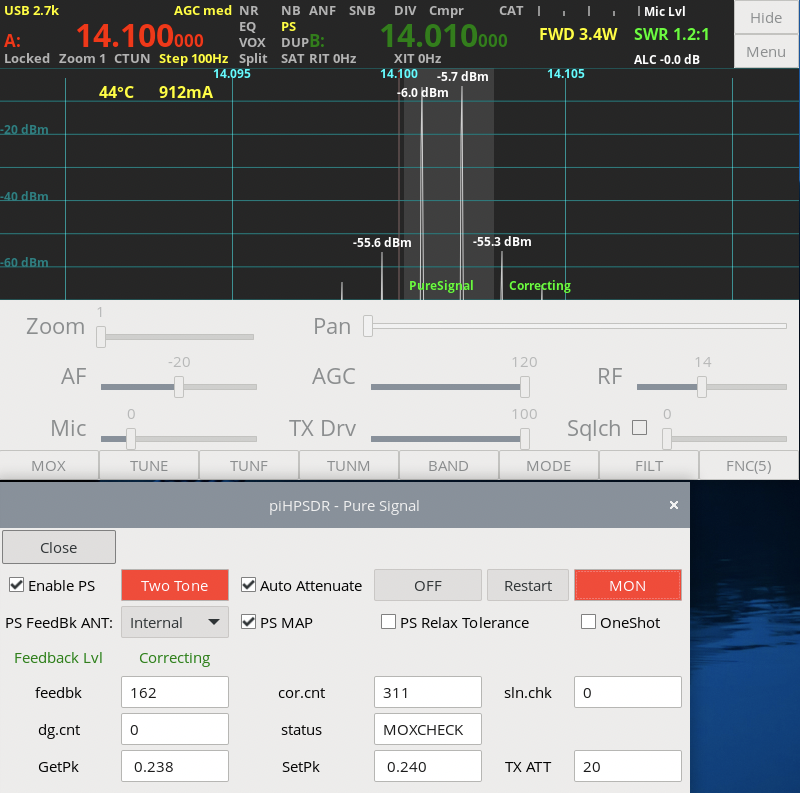 USB 2.7k AGC med NR NB ANF SNB DIV Cmpr CAT Mic Lvl Hide
EQ PS
A: 14.100000 VOX DUP B: 14.010000 FWD 3.4W SWR 1.2:1
Locked Zoom 1 CTUN Step 100Hz Split SAT RIT 0Hz XIT 0Hz ALC -0.0 dB Menu
14.095 14.100 14.105
-5.7 dBm
44°C 912mA -6.0 dBm
-20 dBm
-40 dBm
-55.6 dBm -55.3 dBm
-60 dBm
PureSignal Correcting
Zoom 1 Pan
AF -20 AGC 120 RF 14
Mic 0 TX Drv 100 Sqlch 0
MOX TUNE TUNF TUNM BAND MODE FILT FNC(5)
piHPSDR - Pure Signal ×
Close
Enable PS Two Tone Auto Attenuate OFF Restart MON
PS FeedBk ANT: Internal PS MAP PS Relax Tolerance OneShot
Feedback Lvl Correcting
feedbk 162 cor.cnt 311 sln.chk 0
dg.cnt 0 status MOXCHECK
GetPk 0.238 SetPk 0.240 TX ATT 20